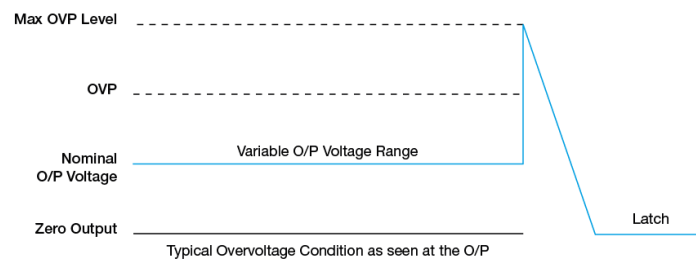 Max OVP Level
OVP
Variable O/P Voltage Range
Nominal
O/P Voltage
Latch
Zero Output
Typical Overvoltage Condition as seen at the O/P